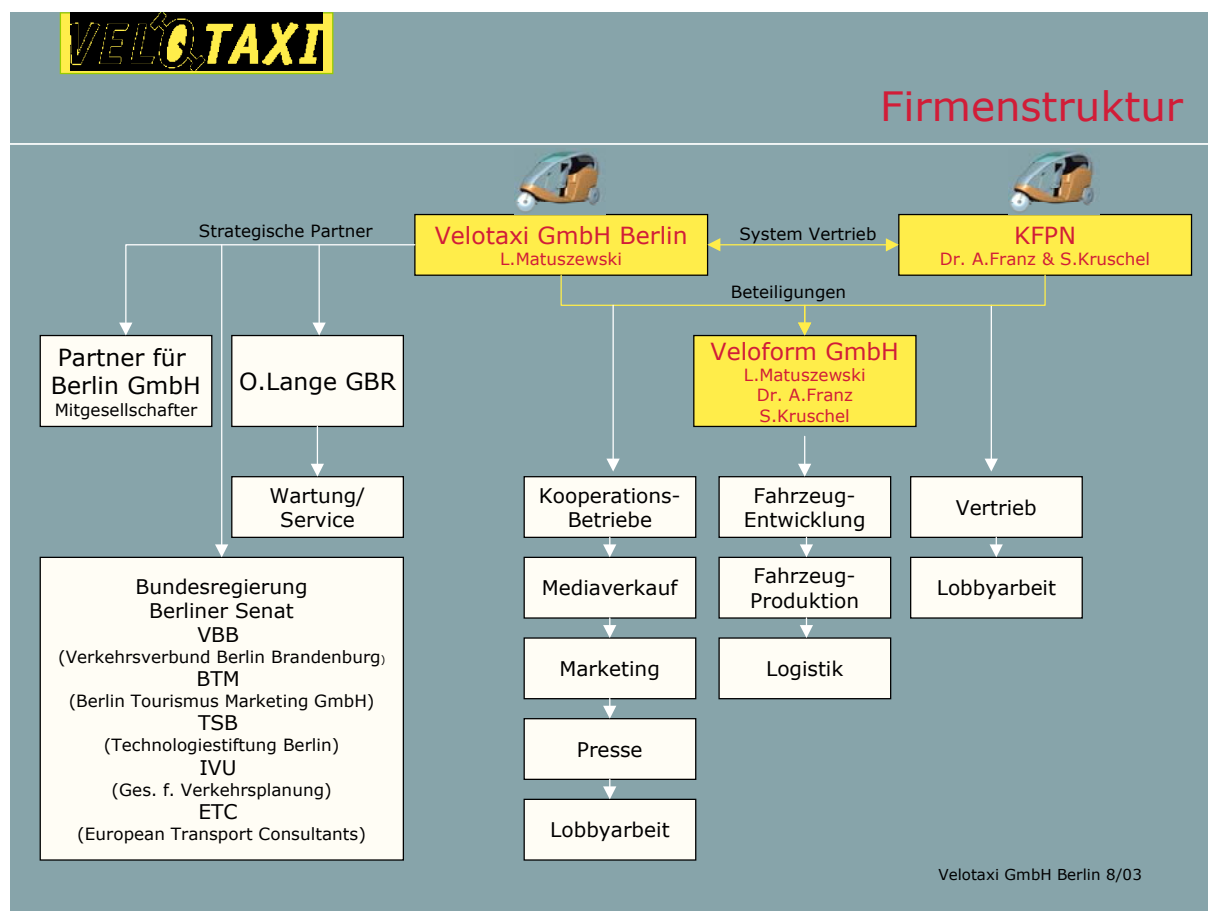 VELOTAXI
Firmenstruktur
Strategische Partner
Velotaxi GmbH Berlin
L.Matuszewski
System Vertrieb
KFPN
Dr. A.Franz & S.Kruschel
Beteiligungen
Partner für
Berlin GmbH
Mitgesellschafter
O.Lange GBR
Veloform GmbH
L.Matuszewski
Dr. A.Franz
S.Kruschel
Wartung/
Service
Kooperations-
Betriebe
Fahrzeug-
Entwicklung
Vertrieb
Bundesregierung
Berliner Senat
VBB
(Verkehrsverbund Berlin Brandenburg)
BTM
(Berlin Tourismus Marketing GmbH)
TSB
(Technologiestiftung Berlin)
IVU
(Ges. f. Verkehrsplanung)
ETC
(European Transport Consultants)
Mediaverkauf
Fahrzeug-
Produktion
Lobbyarbeit
Marketing
Logistik
Presse
Lobbyarbeit
Velotaxi GmbH Berlin 8/03